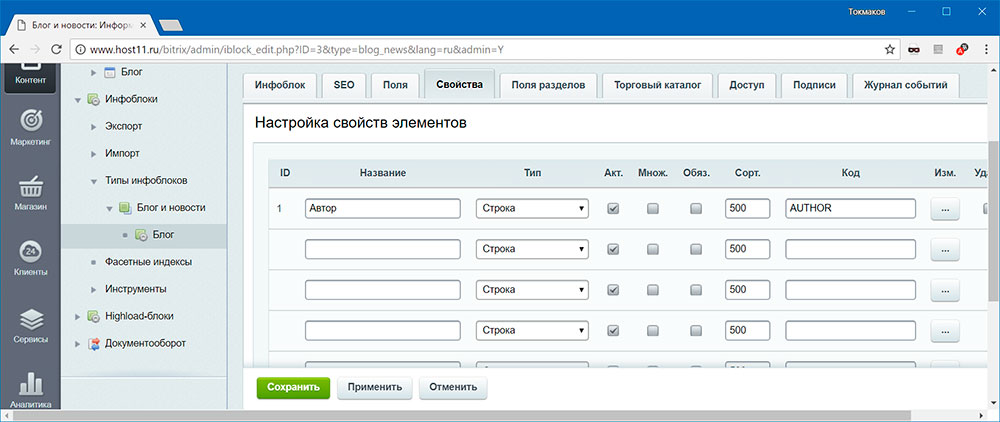 Токмаков
Блог и новости: Информ
www.host11.ru/bitrix/admin/iblock_edit.php?ID=3&type=blog_news&lang=ru&admin=Y
Контент
Маркетинг
Магазин
24
Клиенты
Сервисы
Аналитика
Блог
Инфоблоки
Экспорт
Импорт
Типы инфоблоков
Блог и новости
Блог
Фасетные индексы
Инструменты
Highload-блоки
Документооборот
Инфоблок SEO Поля Свойства Поля разделов Торговый каталог Доступ Подписи Журнал событий
Настройка свойств элементов
ID Название Тип Акт. Множ. Обяз. Сорт. Код Изм. Уда
1 Автор Строка 500 AUTHOR ...
Строка 500 ...
Строка 500 ...
Строка 500 ...
Сохранить Применить Отменить